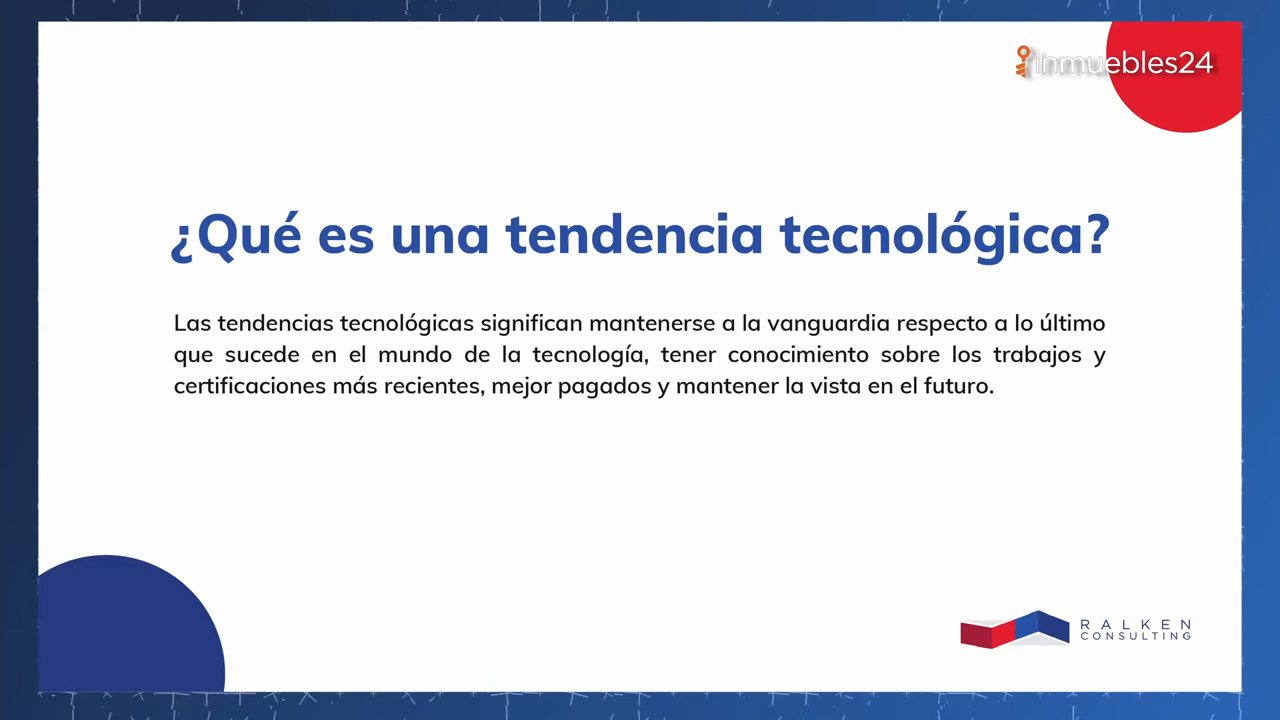 inmuebles24
¿Qué es una tendencia tecnológica?
Las tendencias tecnológicas significan mantenerse a la vanguardia respecto a lo último
que sucede en el mundo de la tecnología, tener conocimiento sobre los trabajos y
certificaciones más recientes, mejor pagados y mantener la vista en el futuro.
RALKEN
CONSULTING